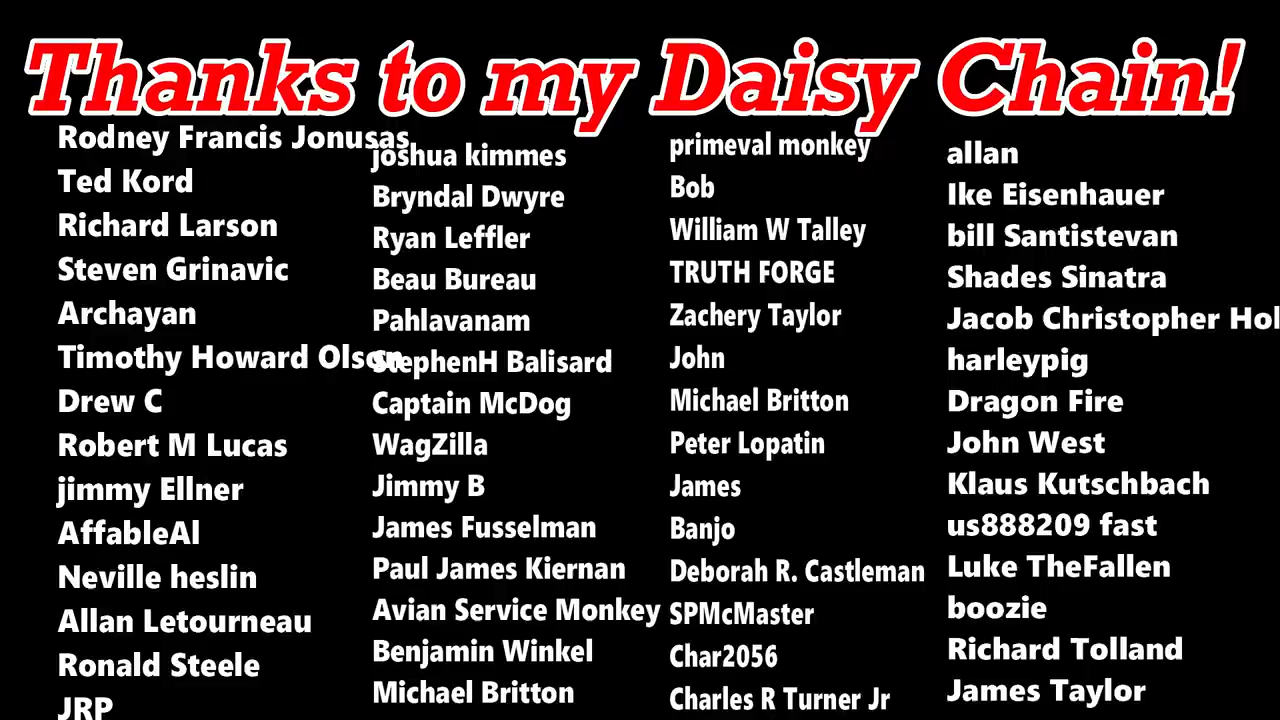 Thanks to my Daisy Chain!
Rodney Francis Jonusas
Ted Kord
Richard Larson
Steven Grinavic
Archayan
Timothy Howard Olson
Drew C
Robert M Lucas
jimmy Ellner
AffableAl
Neville heslin
Allan Letourneau
Ronald Steele
JRP
joshua kimmes
Bryndal Dwyre
Ryan Leffler
Beau Bureau
Pahlavanam
StephenH Balisard
Captain McDog
WagZilla
Jimmy B
James Fusselman
Paul James Kiernan
Avian Service Monkey
Benjamin Winkel
Michael Britton
primeval monkey
Bob
William W Talley
TRUTH FORGE
Zachery Taylor
John
Michael Britton
Peter Lopatin
James
Banjo
Deborah R. Castleman
SPMcMaster
Char2056
Charles R Turner Jr
allan
Ike Eisenhauer
bill Santistevan
Shades Sinatra
Jacob Christopher
harleypig
Dragon Fire
John West
Klaus Kutschbach
us888209 fast
Luke TheFallen
boozie
Richard Tolland
James Taylor